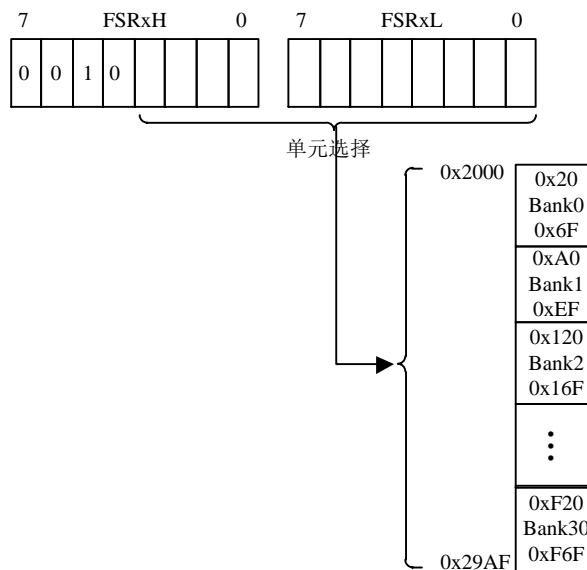 7 FSRxH 0 7 FSRxL 0
0 0 1 0
单元选择
0x2000
0x20
Bank0
0x6F
0xA0
Bank1
0xEF
0x120
Bank2
0x16F
0xF20
Bank30
0xF6F
0x29AF